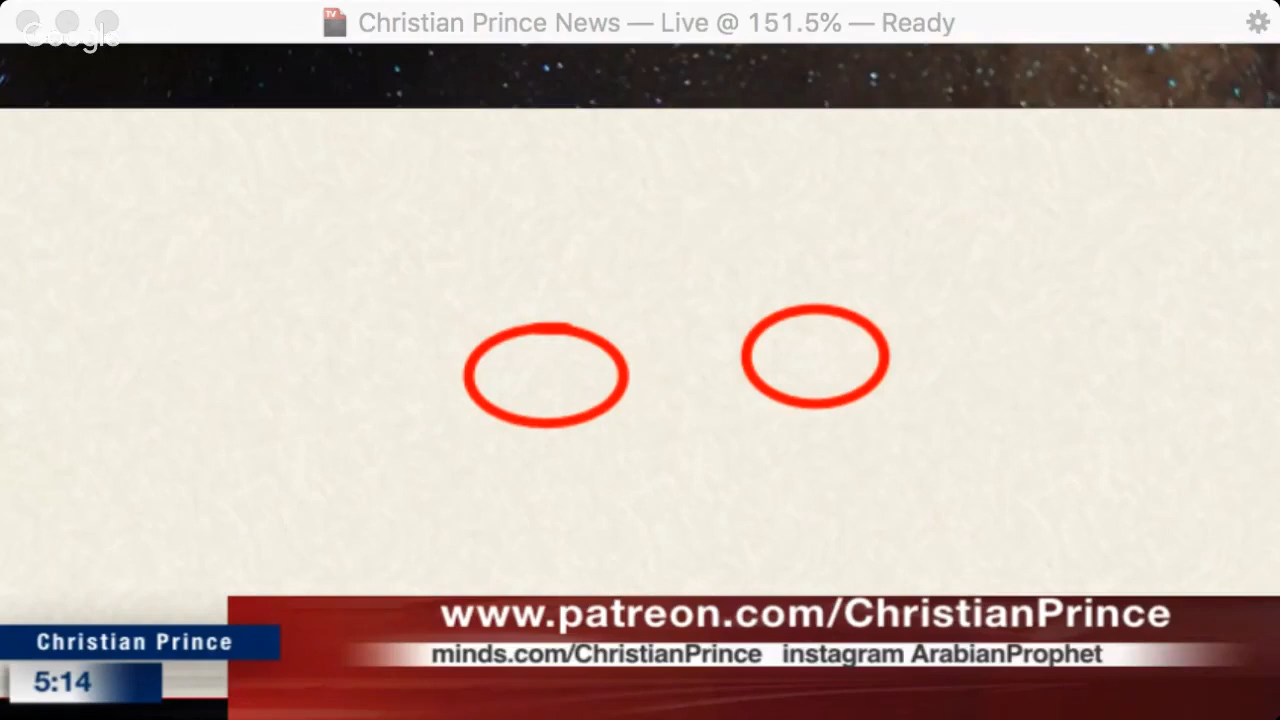 Christian Prince News — Live @ 151.5% — Ready
Google
www.patreon.com/ChristianPrince
Christian Prince
minds.com/ChristianPrince instagram ArabianProphet
5:14